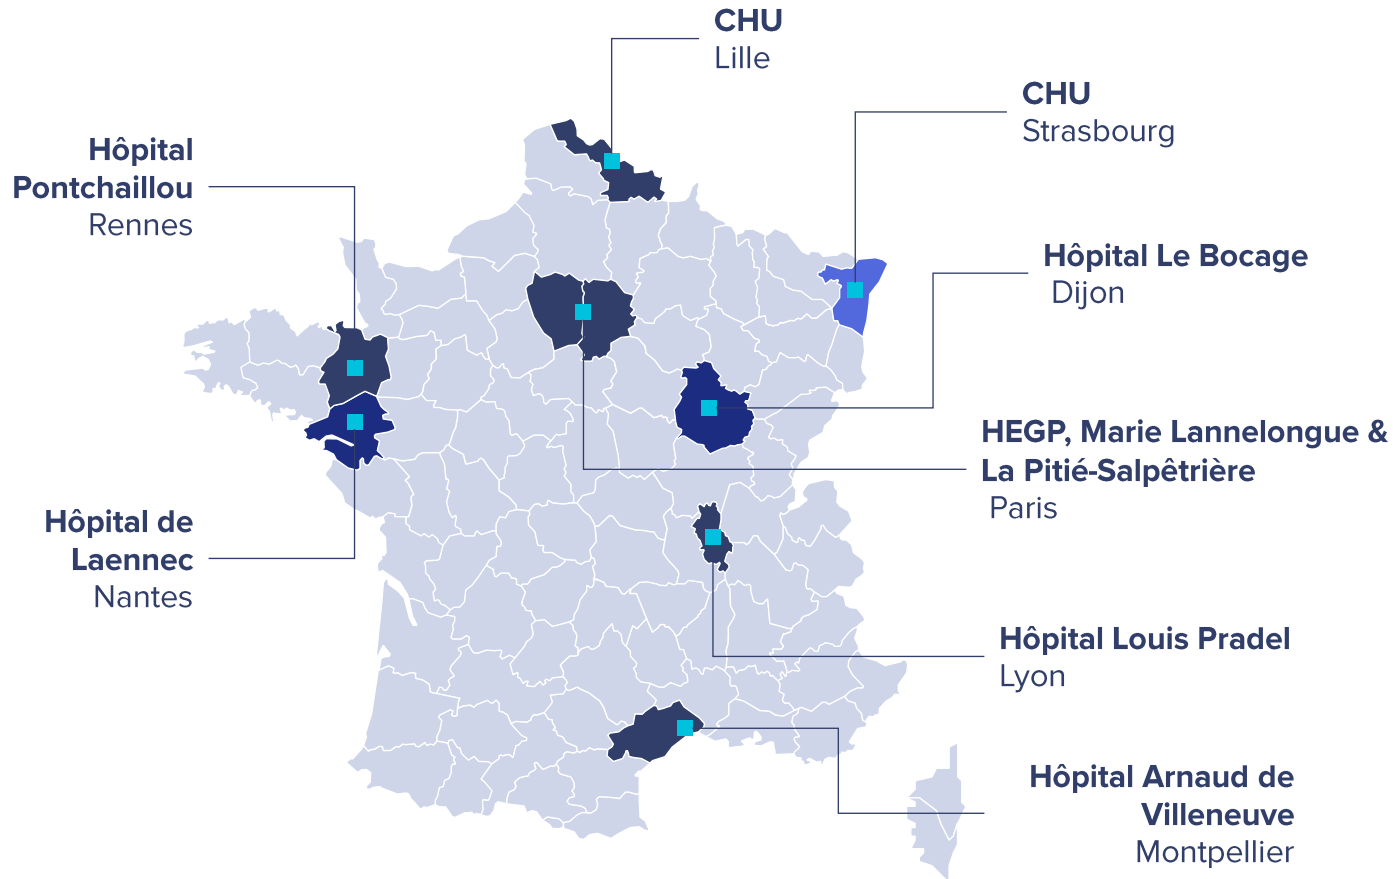 CHU
Lille
CHU
Strasbourg
Hôpital
Pontchaillou
Rennes
Hôpital Le Bocage
Dijon
HEGP, Marie Lannelongue &
La Pitié-Salpêtrière
Paris
Hôpital de
Laennec
Nantes
Hôpital Louis Pradel
Lyon
Hôpital Arnaud de
Villeneuve
Montpellier